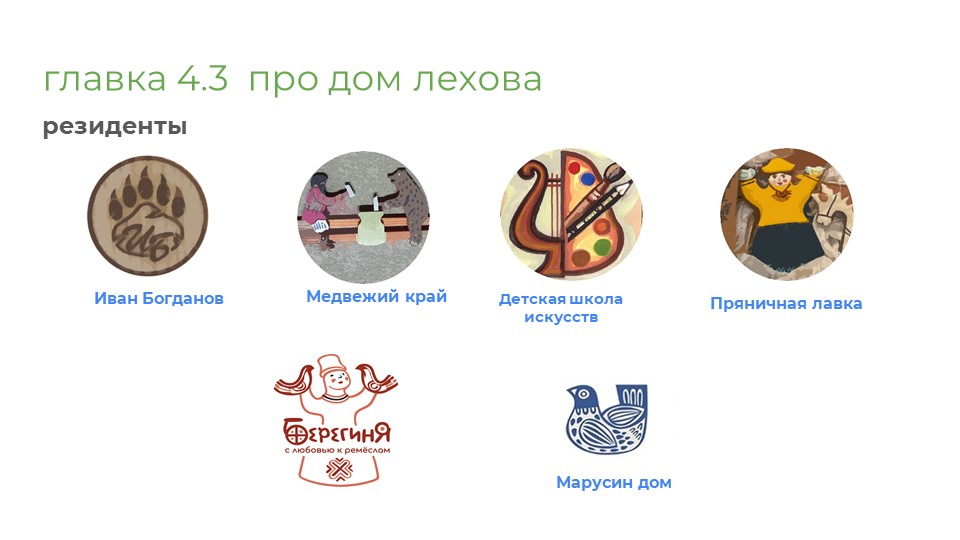 главка 4.3 про дом лехова
резиденты
ИБ
Иван Богданов
Медвежий край
Детская школа
искусств
Пряничная лавка
БЕРЕГИНЯ
с любовью к ремёслам
Марусин дом